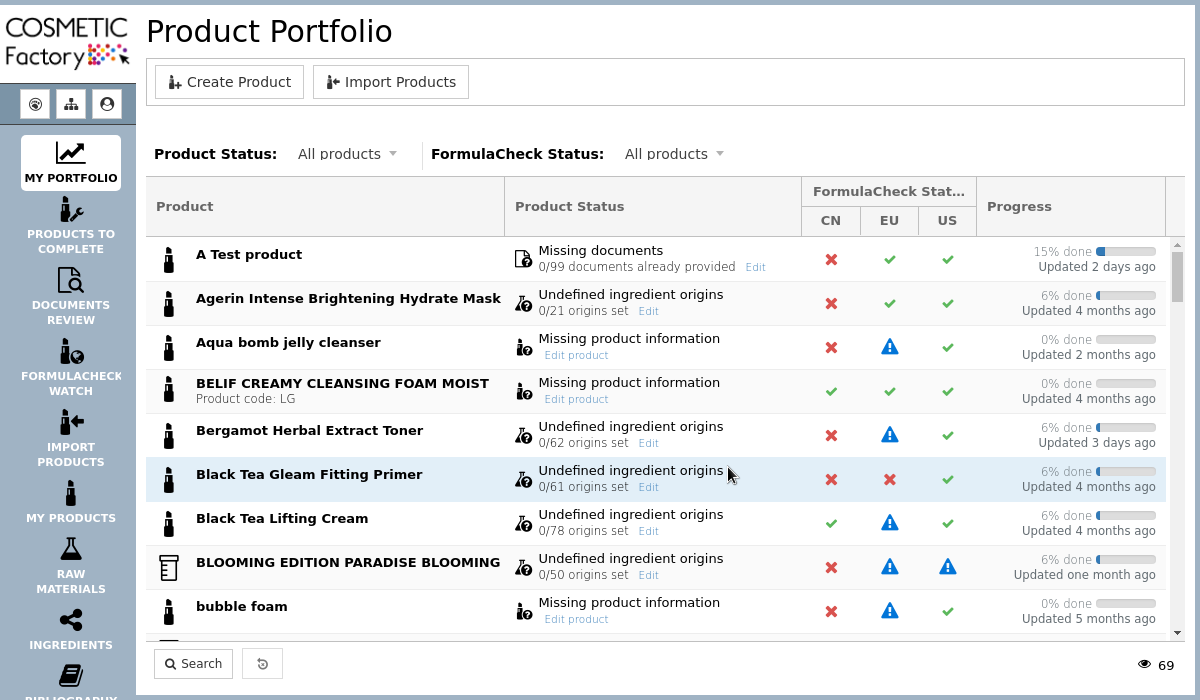 COSMETIC
Factory
Product Portfolio
Create Product
Import Products
MY PORTFOLIO
PRODUCTS TO
COMPLETE
DOCUMENTS
REVIEW
FORMULACHECK
WATCH
IMPORT
PRODUCTS
MY PRODUCTS
RAW
MATERIALS
INGREDIENTS
Product Status: All products
FormulaCheck Status: All products
Product
Product Status
FormulaCheck Stat...
CN EU US
Progress
A Test product
Missing documents
0/99 documents already provided Edit
15% done
Updated 2 days ago
Agerin Intense Brightening Hydrate Mask
Undefined ingredient origins
0/21 origins set Edit
6% done
Updated 4 months ago
Aqua bomb jelly cleanser
Missing product information
Edit product
0% done
Updated 2 months ago
BELIF CREAMY CLEANSING FOAM MOIST
Product code: LG
Missing product information
Edit product
0% done
Updated 4 months ago
Bergamot Herbal Extract Toner
Undefined ingredient origins
0/62 origins set Edit
6% done
Updated 3 days ago
Black Tea Gleam Fitting Primer
Undefined ingredient origins
0/61 origins set Edit
6% done
Updated 4 months ago
Black Tea Lifting Cream
Undefined ingredient origins
0/78 origins set Edit
6% done
Updated 4 months ago
BLOOMING EDITION PARADISE BLOOMING
Undefined ingredient origins
0/50 origins set Edit
6% done
Updated one month ago
bubble foam
Missing product information
Edit product
0% done
Updated 5 months ago
Search
69